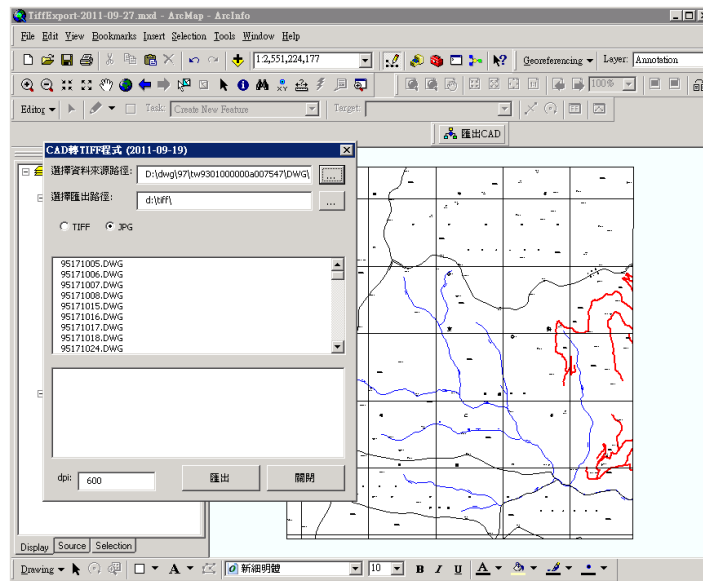 TiffExport-2011-09-27.mxd - ArcMap - ArcInfo
File Edit View Bookmarks Insert Selection Tools Window Help
1:2,551,224,177 Georeferencing Layer: Annotation
100%
Editor Task: Create New Feature Target:
匯出CAD
CAD轉TIFF程式 (2011-09-19)
選擇資料來源路徑: D:\dwg\97\tw9301000000a007547\DWG\ ...
選擇匯出路徑: d:\tiff\ ...
TIFF JPG
95171005.DWG
95171006.DWG
95171007.DWG
95171008.DWG
95171015.DWG
95171016.DWG
95171017.DWG
95171018.DWG
95171024.DWG
dpi: 600 匯出 關閉
Display Source Selection
Drawing A 新細明體 10 B I U A